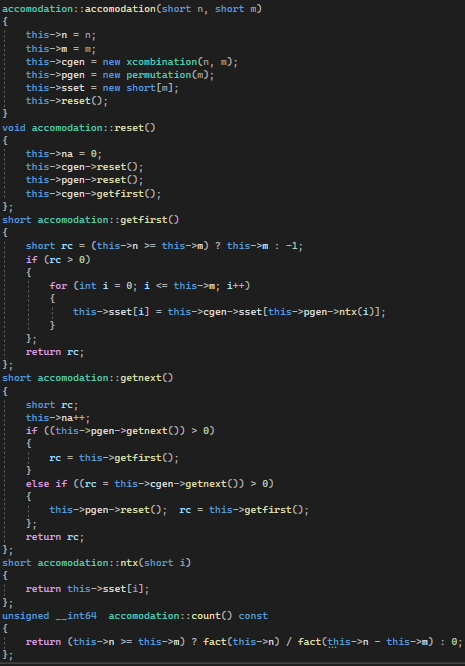 accomodation::accomodation(short n, short m)
{
this->n = n;
this->m = m;
this->cgen = new xcombination(n, m);
this->pgen = new permutation(m);
this->sset = new short[m];
this->reset();
}
void accomodation::reset()
{
this->na = 0;
this->cgen->reset();
this->pgen->reset();
this->cgen->getfirst();
};
short accomodation::getfirst()
{
short rc = (this->n >= this->m) ? this->m : -1;
if (rc > 0)
{
for (int i = 0; i <= this->m; i++)
{
this->sset[i] = this->cgen->sset[this->pgen->ntx(i)];
}
};
return rc;
};
short accomodation::getnext()
{
short rc;
this->na++;
if ((this->pgen->getnext()) > 0)
{
rc = this->getfirst();
}
else if ((rc = this->cgen->getnext()) > 0)
{
this->pgen->reset();  rc = this->getfirst();
};
return rc;
};
short accomodation::ntx(short i)
{
return this->sset[i];
};
unsigned __int64  accomodation::count() const
{
return (this->n >= this->m) ? fact(this->n) / fact(this->n - this->m) : 0;
};